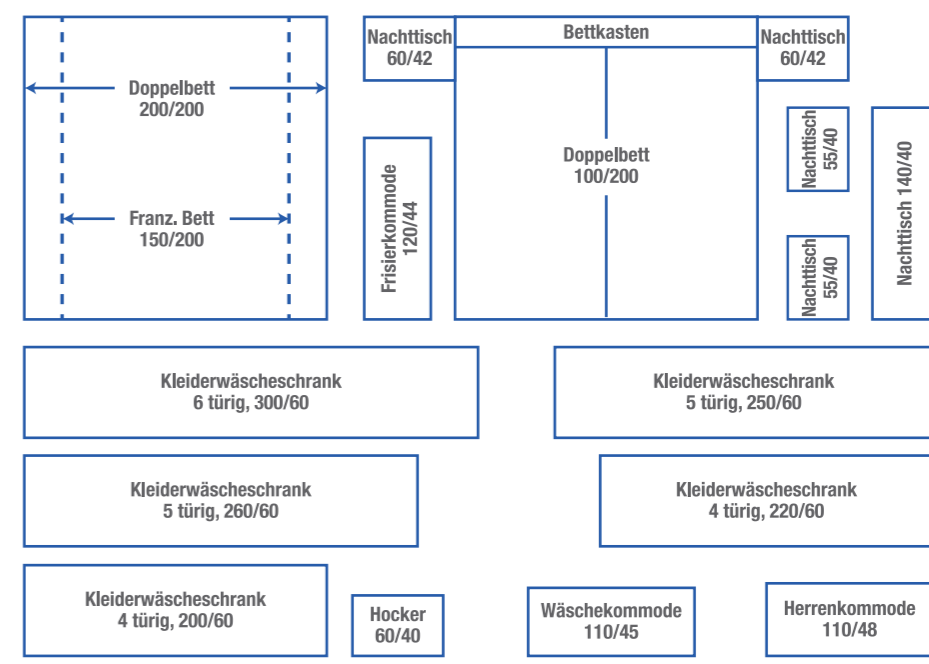 Doppelbett
200/200
Franz. Bett
150/200
Nachttisch
60/42
Bettkasten
Nachttisch
60/42
Frisierkommode
120/44
Doppelbett
100/200
Nachttisch
55/40
Nachttisch
55/40
Nachttisch 140/40
Kleiderwäscheschrank
6 türig, 300/60
Kleiderwäscheschrank
5 türig, 250/60
Kleiderwäscheschrank
5 türig, 260/60
Kleiderwäscheschrank
4 türig, 220/60
Kleiderwäscheschrank
4 türig, 200/60
Hocker
60/40
Wäschekommode
110/45
Herrenkommode
110/48